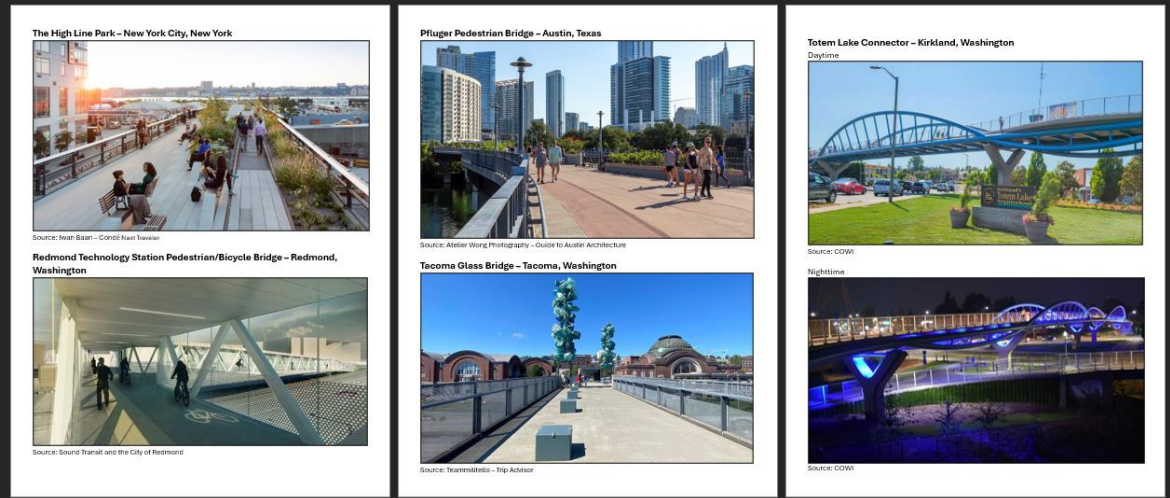 The High Line Park – New York City, New York
Source: Iwan Baan – Condé Nast Traveler
Redmond Technology Station Pedestrian/Bicycle Bridge – Redmond,
Washington
Source: Sound Transit and the City of Redmond
Pfluger Pedestrian Bridge – Austin, Texas
Source: Atelier Wong Photography – Guide to Austin Architecture
Tacoma Glass Bridge – Tacoma, Washington
Source: Teammilitello – Trip Advisor
Totem Lake Connector – Kirkland, Washington
Daytime
Totem Lake
Source: COWI
Nighttime
Source: COWI